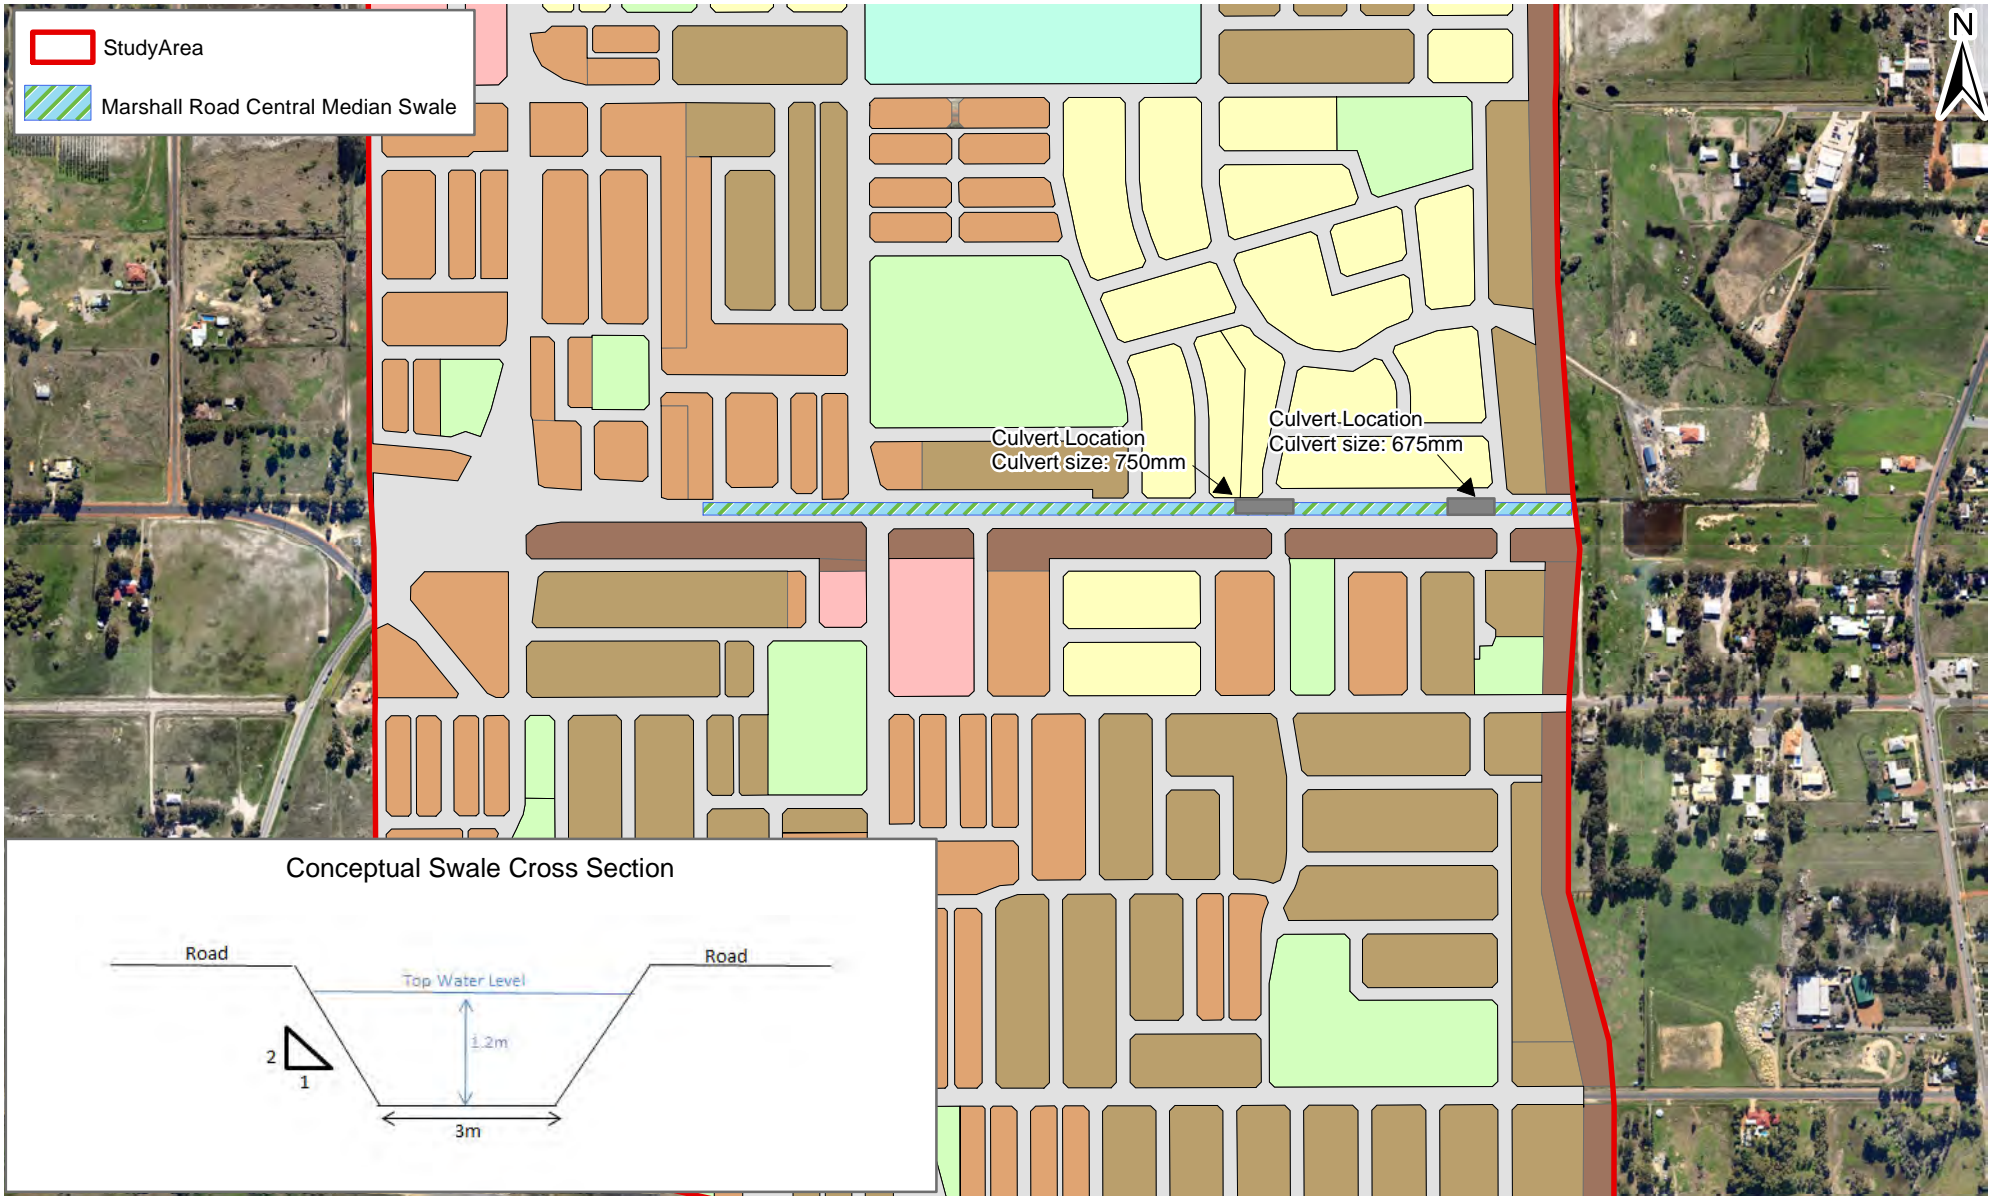 StudyArea
Marshall Road Central Median Swale
N
Culvert Location
Culvert size: 750mm
Culvert Location
Culvert size: 675mm
Conceptual Swale Cross Section
Road
Road
Top Water Level
1.2m
2
1
3m